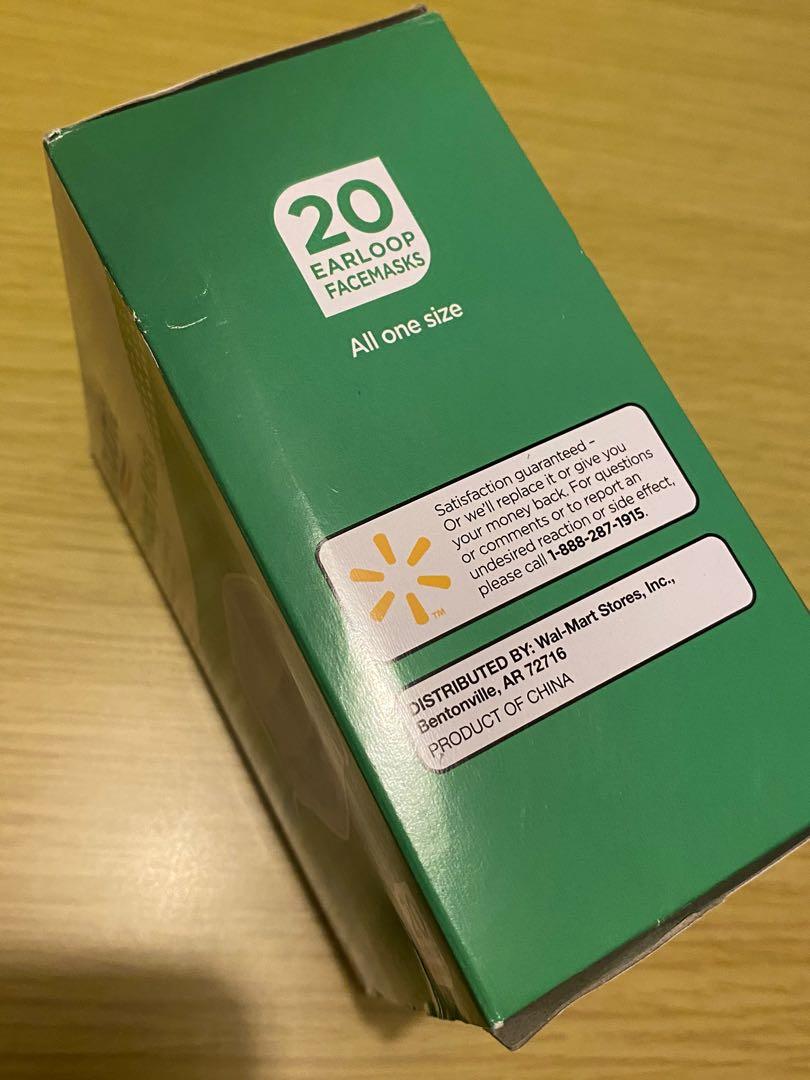 20
EARLOOP
FACEMASKS
All one size
Satisfaction guaranteed –
Or we'll replace it or give you
your money back. For questions
or comments or to report an
undesired reaction or side effect,
please call 1-888-287-1915.
TM
DISTRIBUTED BY: Wal-Mart Stores, Inc.,
Bentonville, AR 72716
PRODUCT OF CHINA